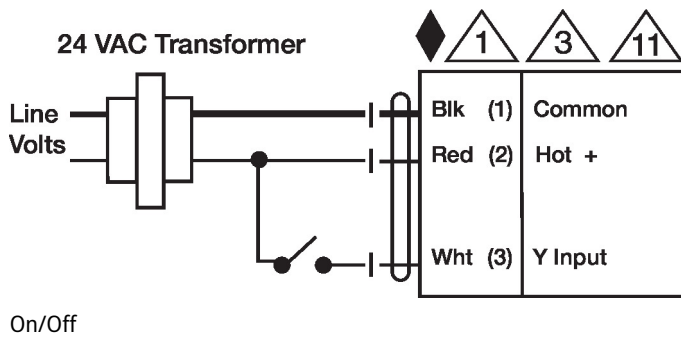 24 VAC Transformer
1 3 11
Line
Volts
Blk (1) Common
Red (2) Hot +
Wht (3) Y Input
On/Off